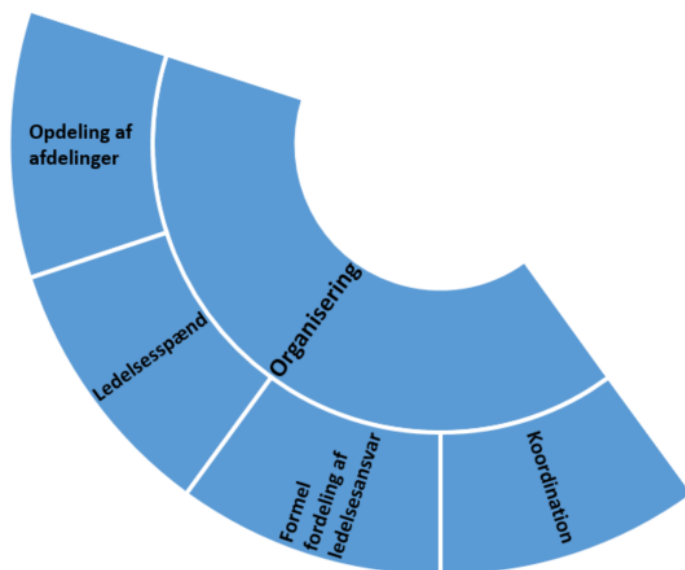 Opdeling af
afdelinger
Ledelsesspænd
Organisering
Formel
fordeling af
ledelsesansvar
Koordination